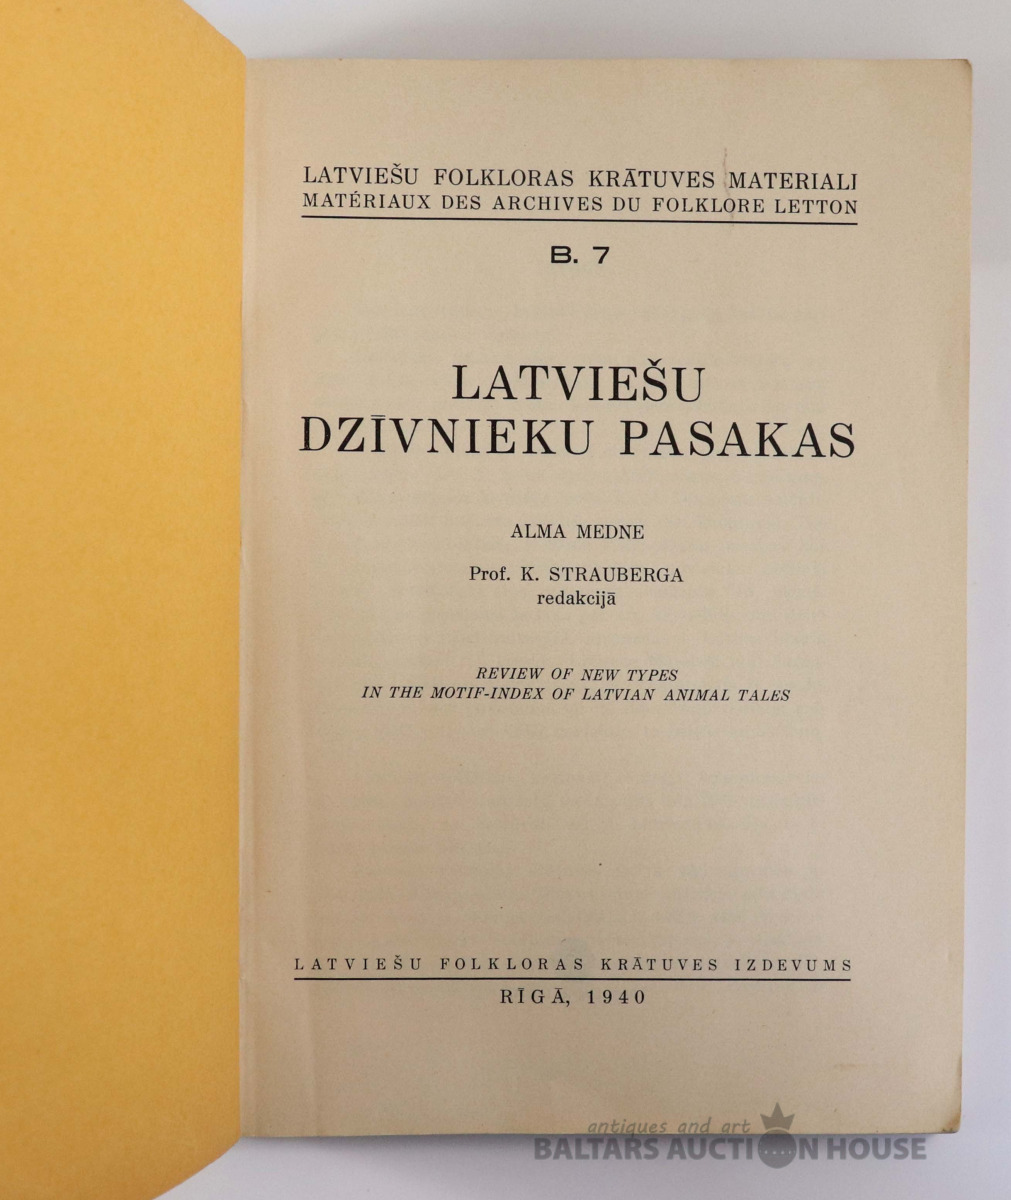 LATVIEŠU FOLKLORAS KRĀTUVES MATERIALI
MATÉRIAUX DES ARCHIVES DU FOLKLORE LETTON
B. 7
LATVIEŠU
DZĪVNIEKU PASAKAS
ALMA MEDNE
Prof. K. STRAUBERGA
redakcijā
REVIEW OF NEW TYPES
IN THE MOTIF-INDEX OF LATVIAN ANIMAL TALES
LATVIEŠU FOLKLORAS KRĀTUVES IZDEVUMS
RĪGĀ, 1940
antiques and art
BALTARS AUCTION HOUSE